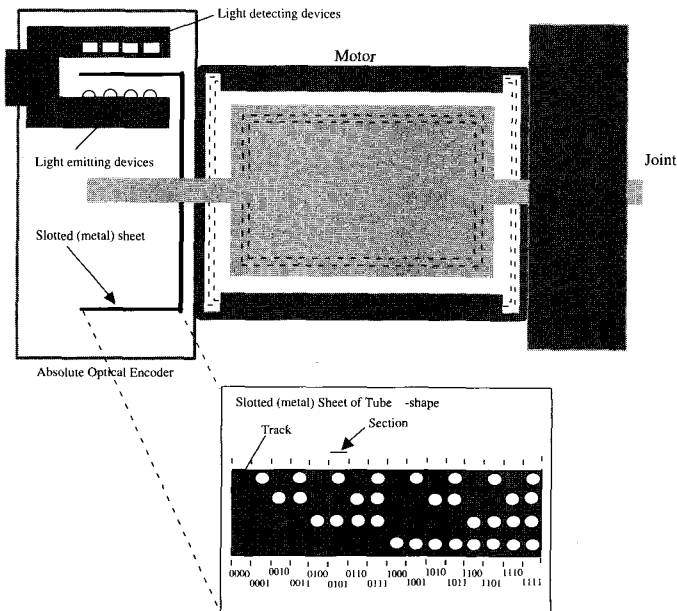 Light detecting devices
Motor
Light emitting devices
Joint
Slotted (metal) sheet
Absolute Optical Encoder
Slotted (metal) Sheet of Tube -shape
Track
Section
0000 0010 0100 0110 1000 1010 1100 1110
0001 0011 0101 0111 1001 1011 1101 1111